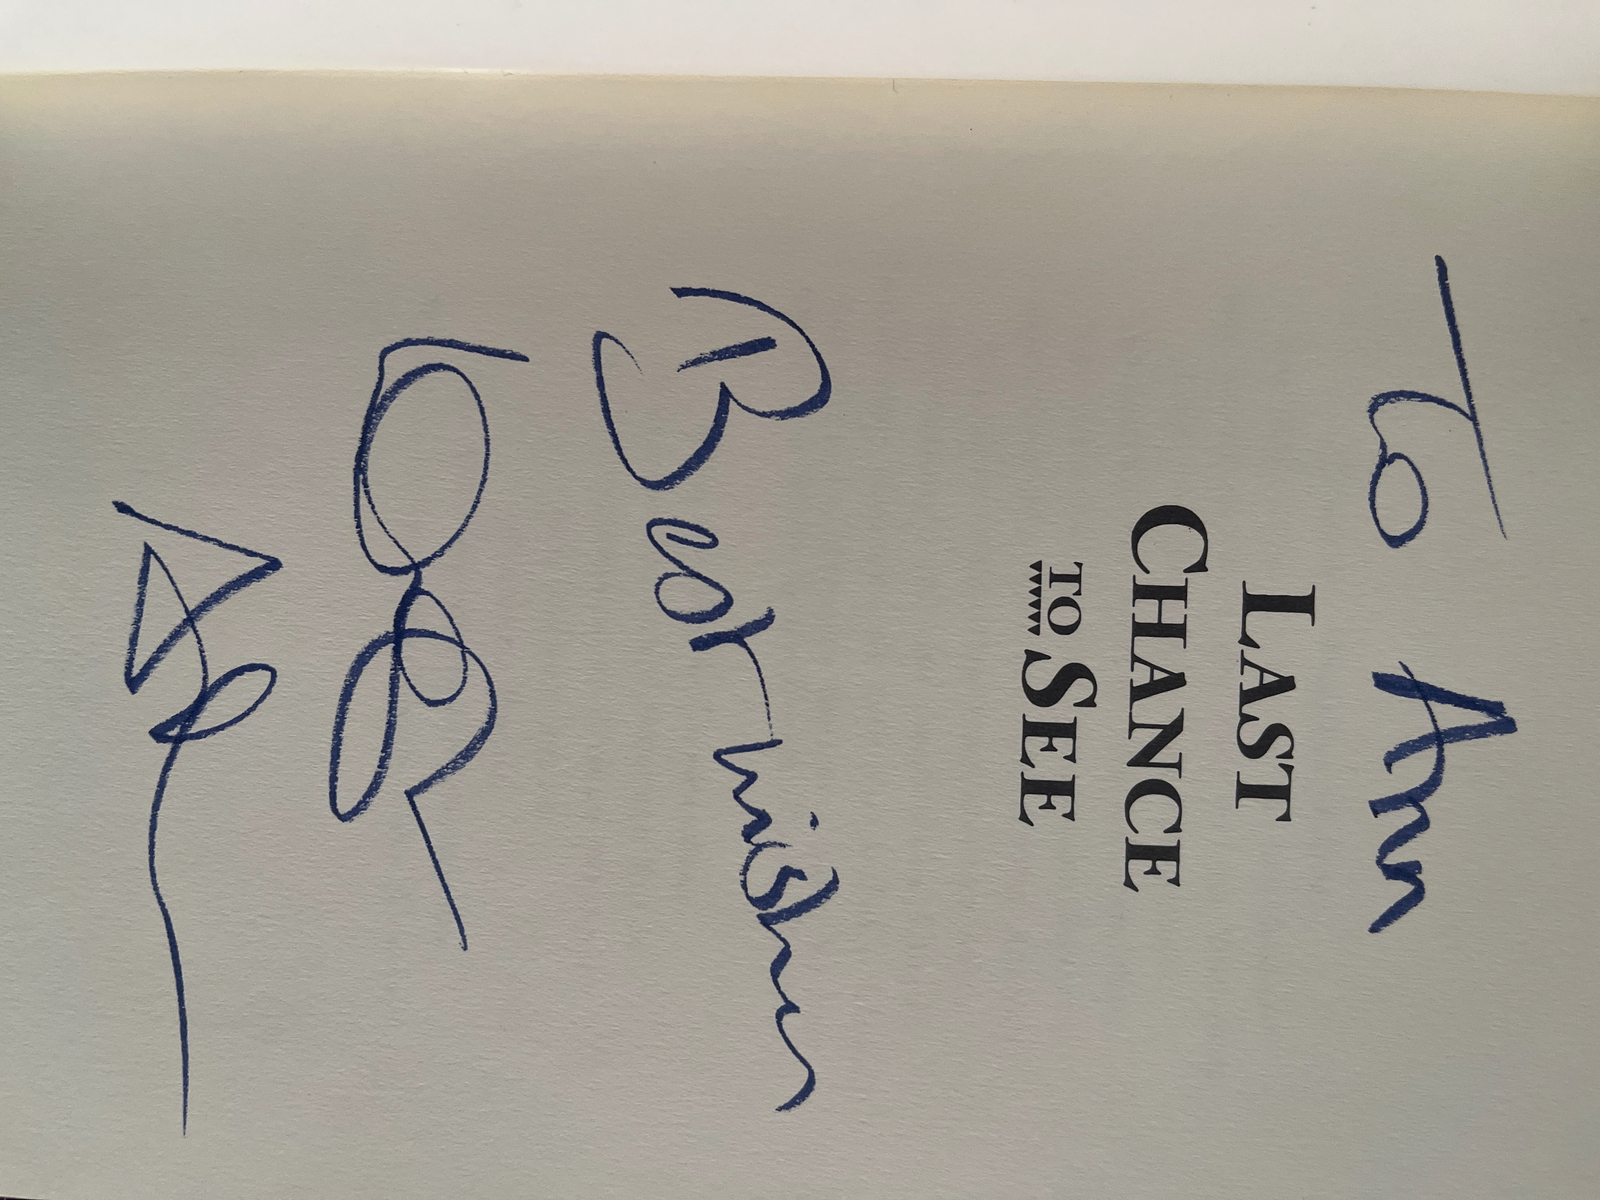 To Ann
LAST
CHANCE
TO SEE
Best wishes